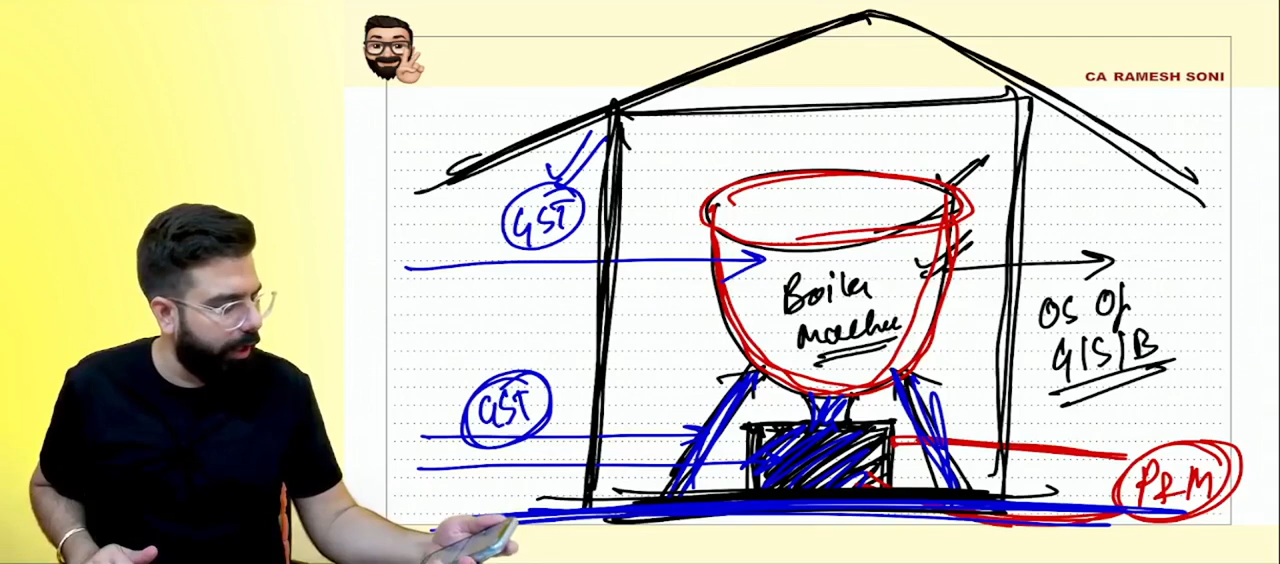 CA RAMESH SONI
GST
Boiler
Machine
OS Of
G/S/B
GST
P&M